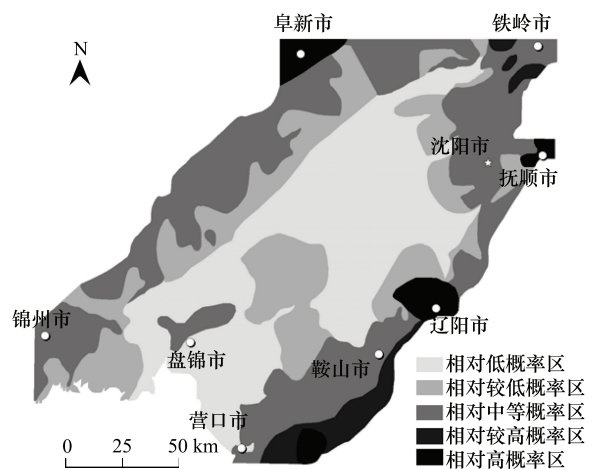 阜新市
铁岭市
N
沈阳市
抚顺市
锦州市
辽阳市
盘锦市
鞍山市
营口市
相对低概率区
相对较低概率区
相对中等概率区
相对较高概率区
相对高概率区
0 25 50 km